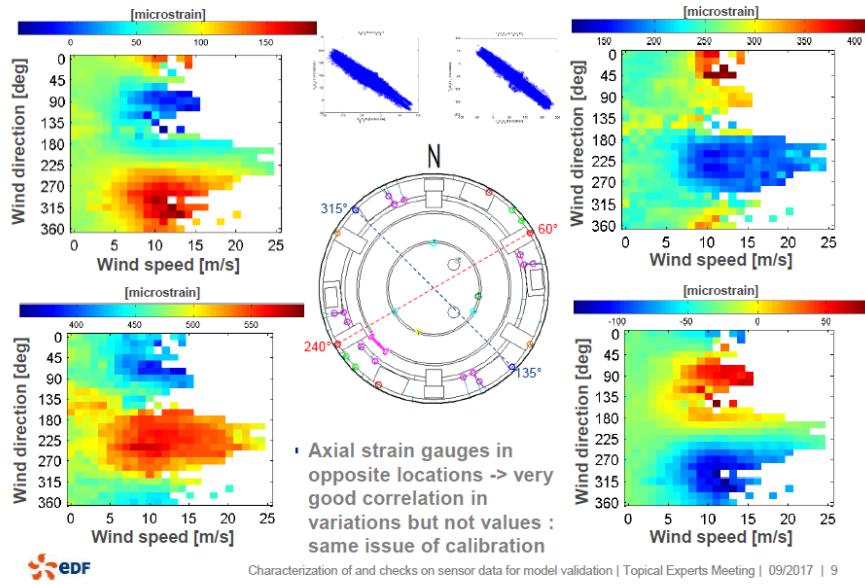 [microstrain]
0 50 100 150
Wind direction [deg]
0
45
90
135
180
225
270
315
360
0 5 10 15 20 25
Wind speed [m/s]
[microstrain]
150 200 250 300 350 400
Wind direction [deg]
0
45
90
135
180
225
270
315
360
0 5 10 15 20 25
Wind speed [m/s]
N
315°
60°
240°
135°
[microstrain]
400 450 500 550
Wind direction [deg]
0
45
90
135
180
225
270
315
360
0 5 10 15 20 25
Wind speed [m/s]
[microstrain]
-100 -50 0 50
Wind direction [deg]
0
45
90
135
180
225
270
315
360
0 5 10 15 20 25
Wind speed [m/s]
Axial strain gauges in
opposite locations -> very
good correlation in
variations but not values :
same issue of calibration
eDF
Characterization of and checks on sensor data for model validation | Topical Experts Meeting | 09/2017 | 9